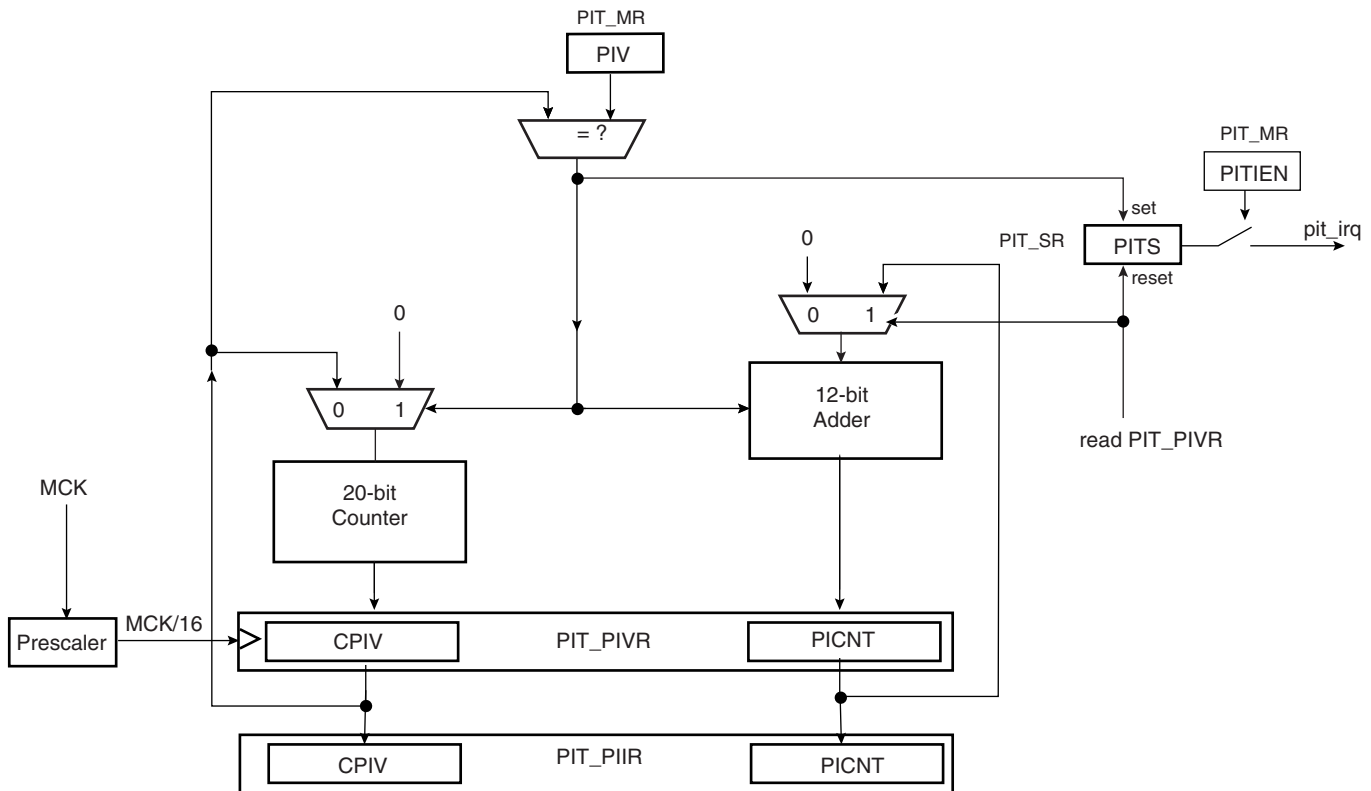 PIT_MR
PIV
= ?
PIT_MR
PITIEN
set
0
PIT_SR
PITS
pit_irq
reset
0 1
0
12-bit
Adder
0 1
read PIT_PIVR
MCK
20-bit
Counter
MCK/16
Prescaler
CPIV
PIT_PIVR
PICNT
CPIV
PIT_PIIR
PICNT